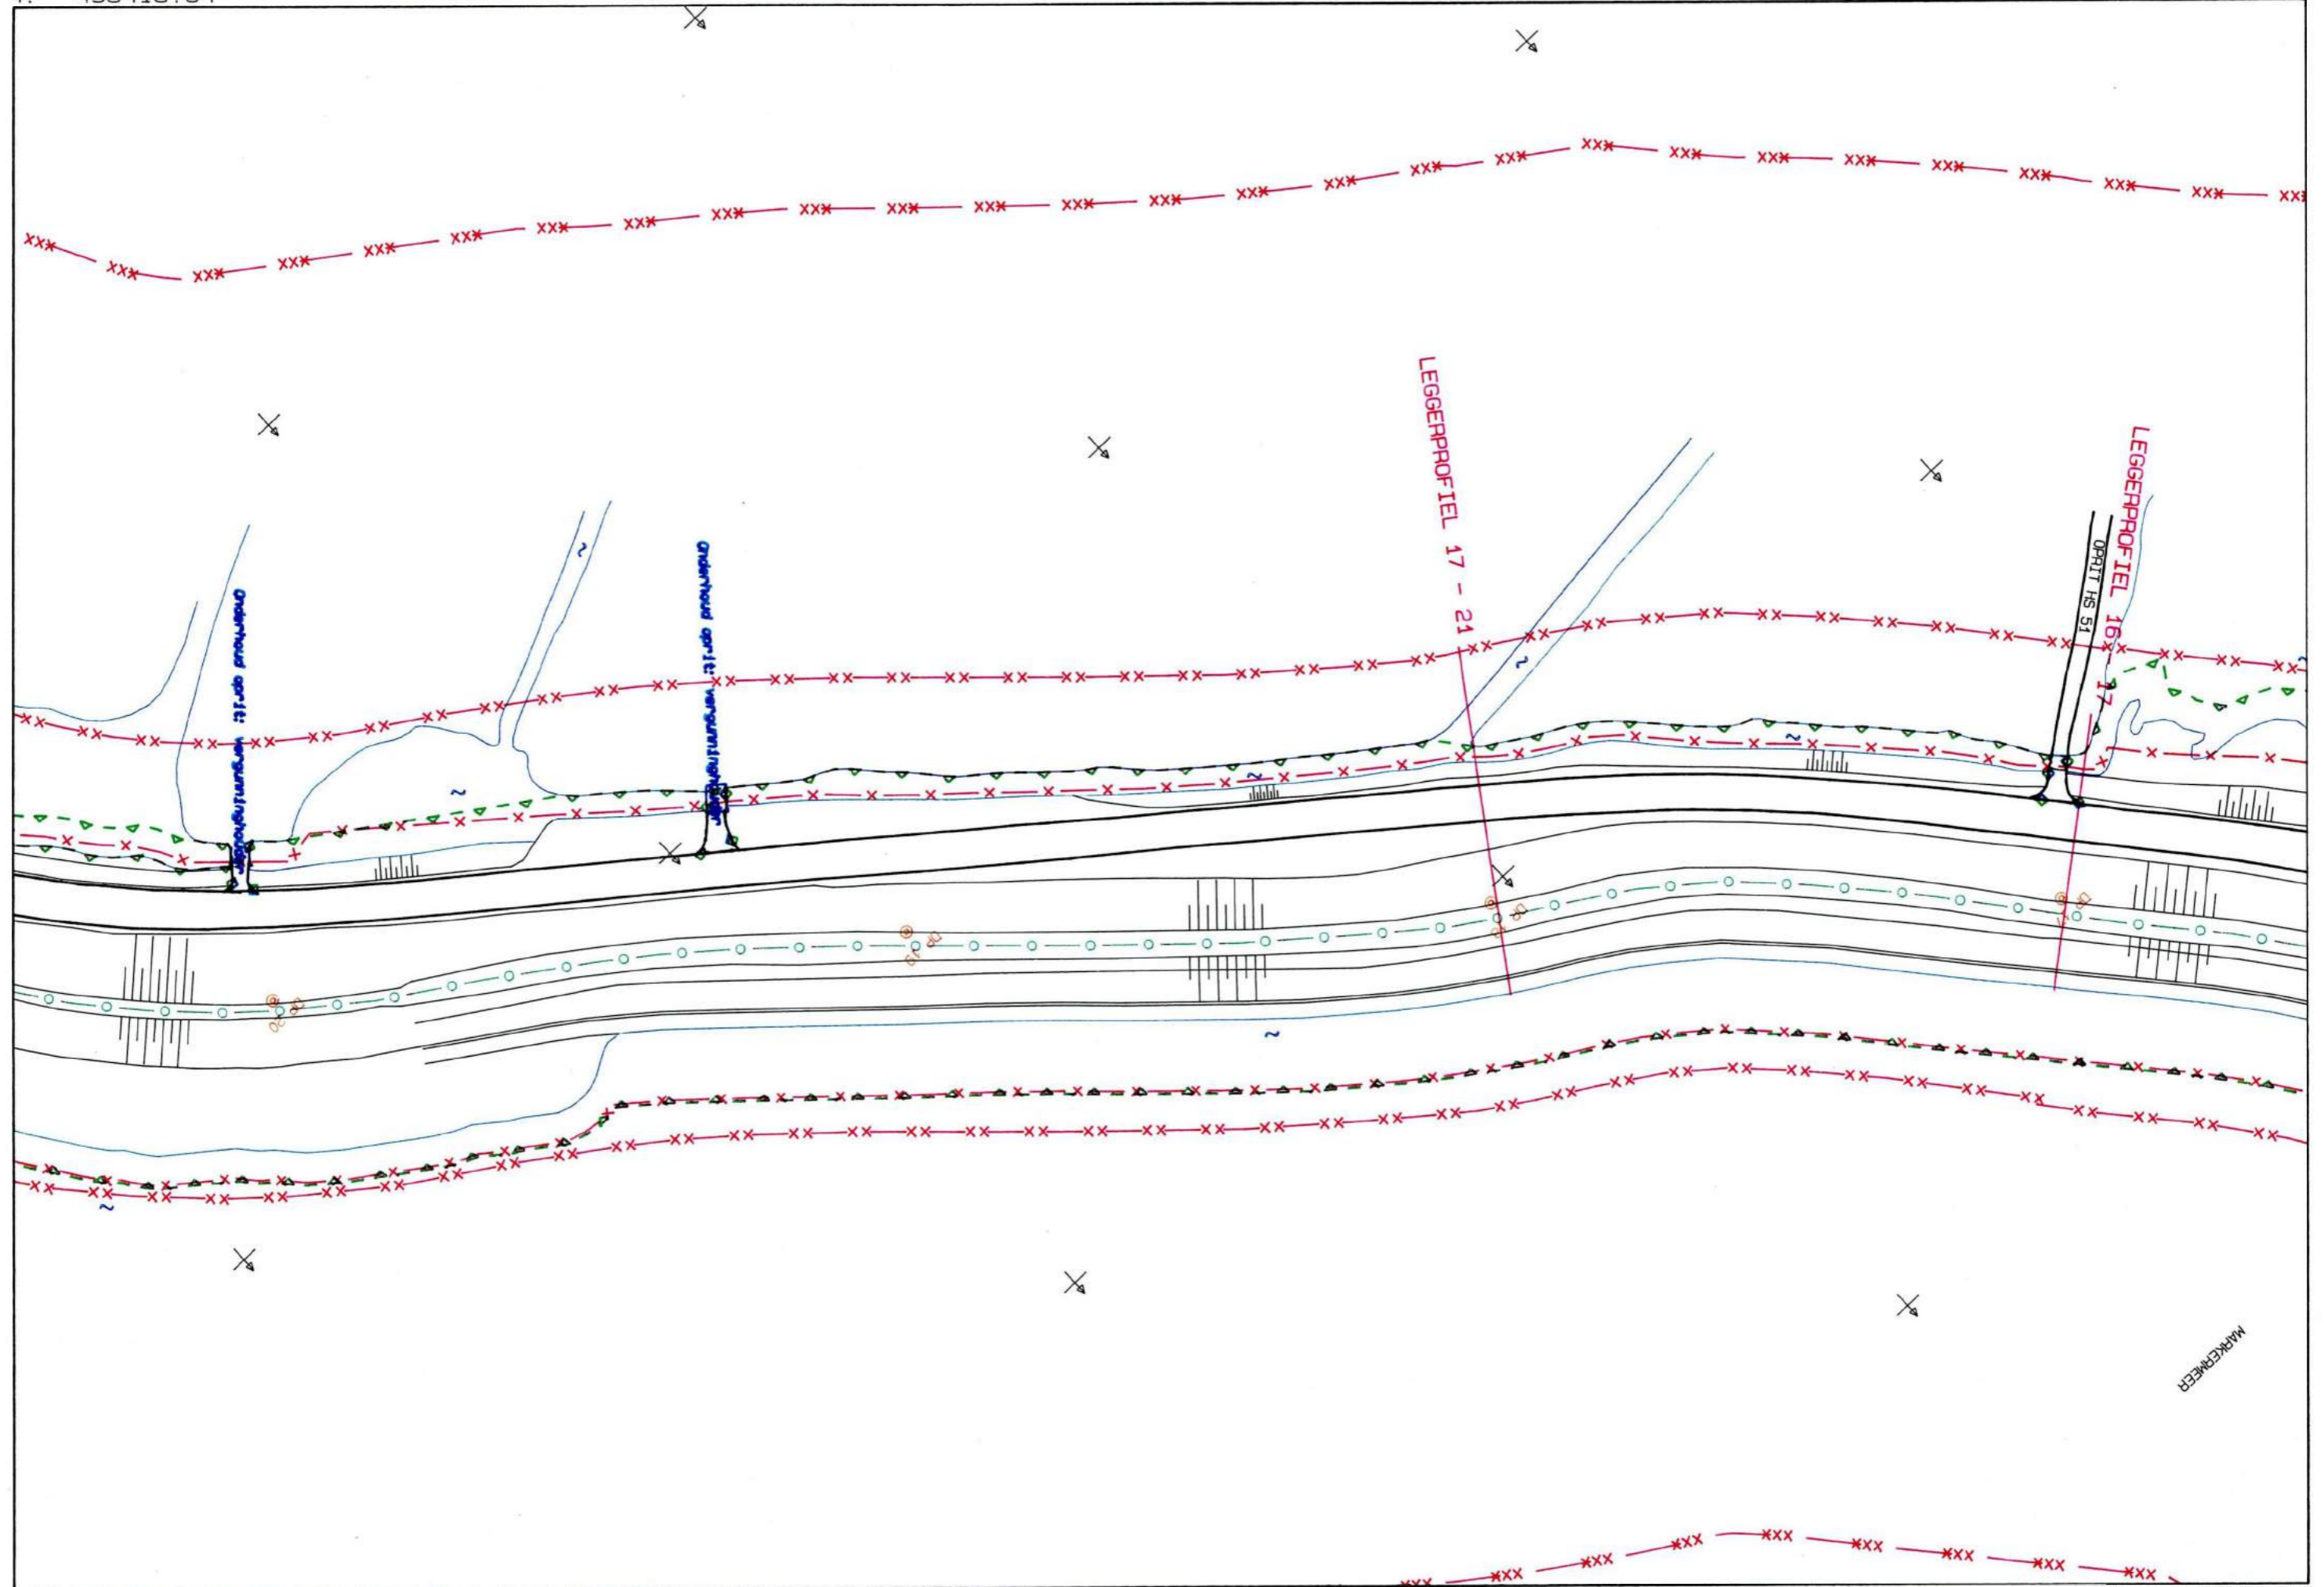 LEGGERPROFIEL 17 - 21
LEGGERPROFIEL 16 - 17
OPRIT HS 51
Onderhoud oprit: vergunninghouder
Onderhoud oprit: vergunninghouder
MARKERMEER